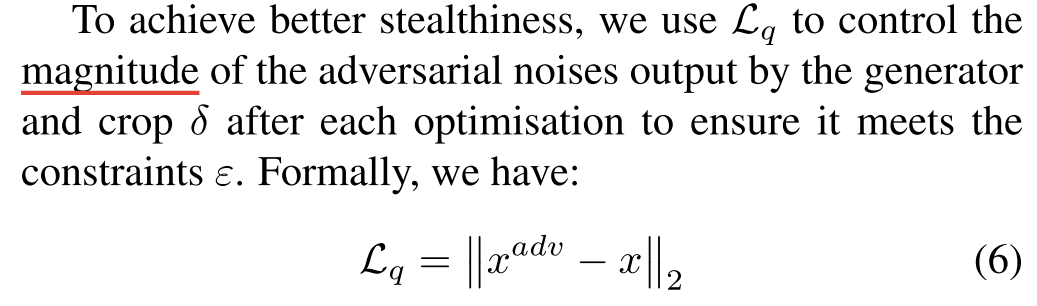 To achieve better stealthiness, we use 𝓛_q to control the
magnitude of the adversarial noises output by the generator
and crop δ after each optimisation to ensure it meets the
constraints ε. Formally, we have:
𝓛_q = ‖x^{adv} − x‖_2 (6)